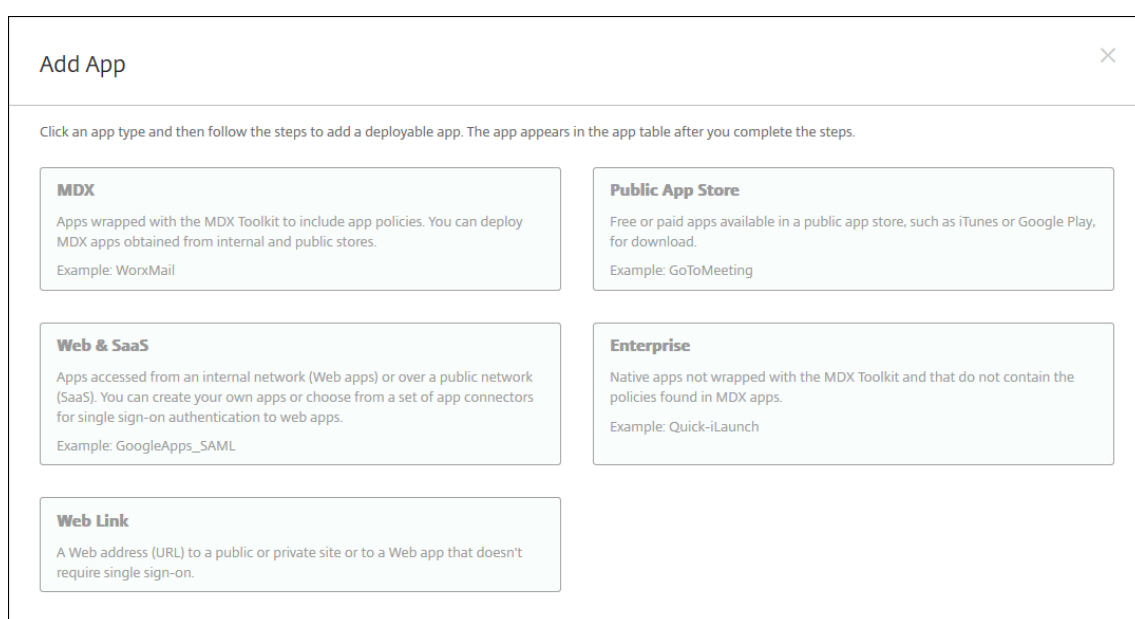 Add App
Click an app type and then follow the steps to add a deployable app. The app appears in the app table after you complete the steps.
MDX
Apps wrapped with the MDX Toolkit to include app policies. You can deploy
MDX apps obtained from internal and public stores.
Example: WorxMail
Public App Store
Free or paid apps available in a public app store, such as iTunes or Google Play,
for download.
Example: GoToMeeting
Web & SaaS
Apps accessed from an internal network (Web apps) or over a public network
(SaaS). You can create your own apps or choose from a set of app connectors
for single sign-on authentication to web apps.
Example: GoogleApps_SAML
Enterprise
Native apps not wrapped with the MDX Toolkit and that do not contain the
policies found in MDX apps.
Example: Quick-iLaunch
Web Link
A Web address (URL) to a public or private site or to a Web app that doesn't
require single sign-on.